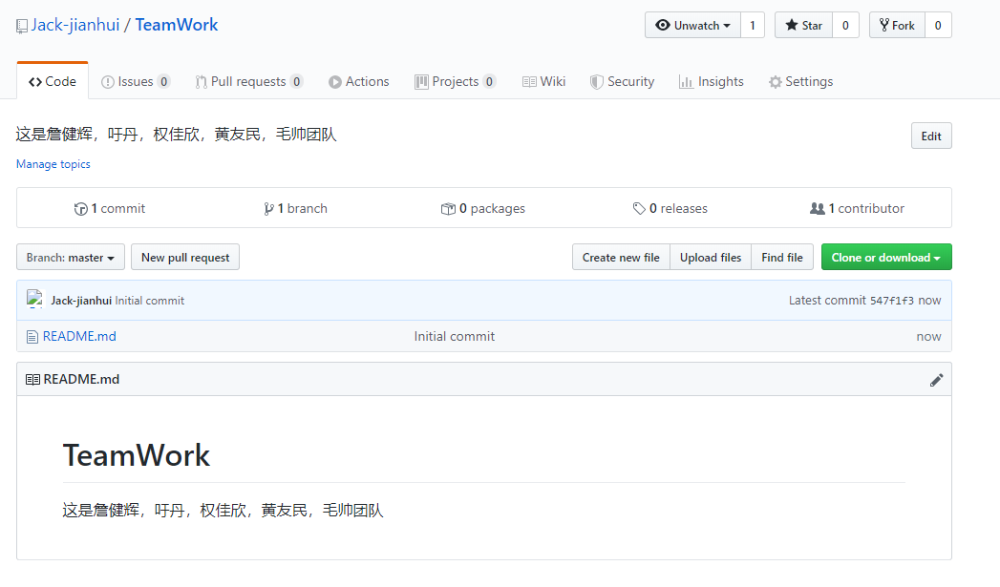 Jack-jianhui / TeamWork
Unwatch 1 Star 0 Fork 0
Code Issues 0 Pull requests 0 Actions Projects 0 Wiki Security Insights Settings
这是詹健辉，吁丹，权佳欣，黄友民，毛帅团队 Edit
Manage topics
1 commit 1 branch 0 packages 0 releases 1 contributor
Branch: master New pull request Create new file Upload files Find file Clone or download
Jack-jianhui Initial commit Latest commit 547f1f3 now
README.md Initial commit now
README.md
TeamWork
这是詹健辉，吁丹，权佳欣，黄友民，毛帅团队